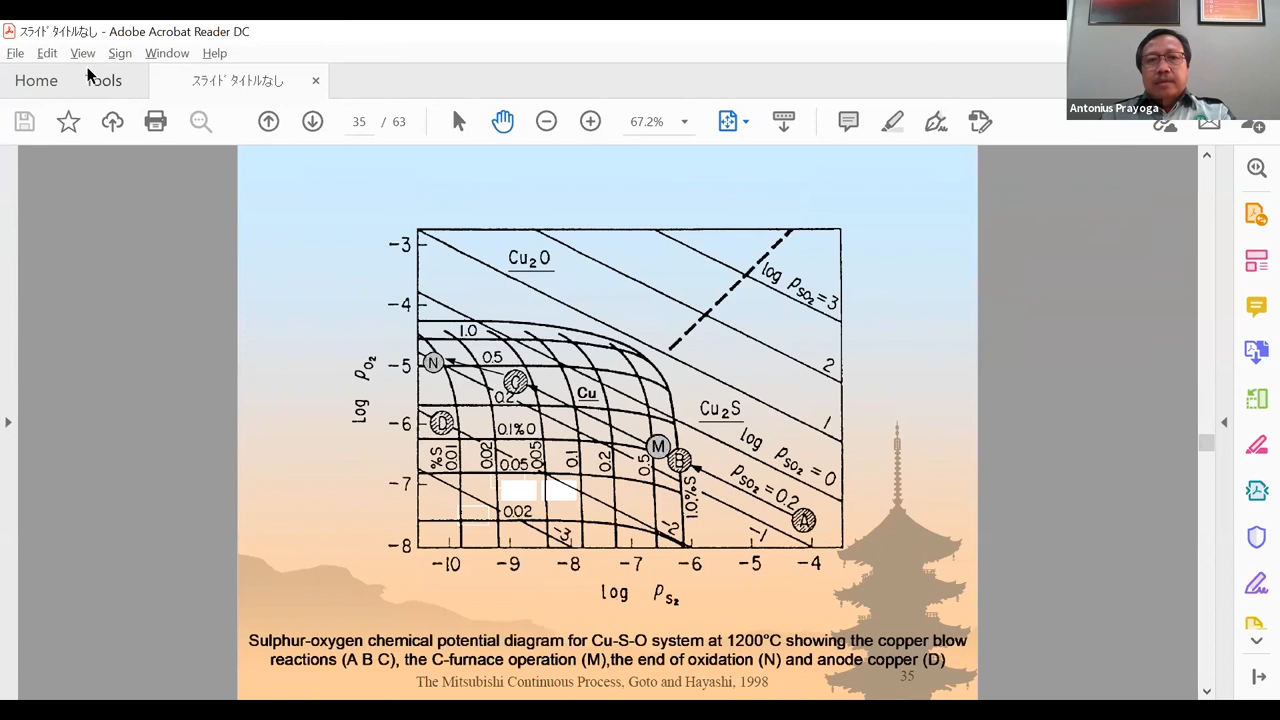 スライド タイトルなし - Adobe Acrobat Reader DC
File Edit View Sign Window Help
Home Tools スライド タイトルなし ×
35 / 63 67.2%
Antonius Prayoga
log pO2
-3
-4
-5
-6
-7
-8
Cu2O
log pSO2=3
2
1
log pSO2=0
pSO2=0.2
-1
-2
-3
Cu
Cu2S
1.0
0.5
0.2
0.1%O
0.05
0.02
%S 0.01 0.02 0.05 0.1 0.2 0.5 1.0%S
N
C
D
M
B
A
-10 -9 -8 -7 -6 -5 -4
log pS2
Sulphur-oxygen chemical potential diagram for Cu-S-O system at 1200°C showing the copper blow
reactions (A B C), the C-furnace operation (M),the end of oxidation (N) and anode copper (D)
The Mitsubishi Continuous Process, Goto and Hayashi, 1998
35